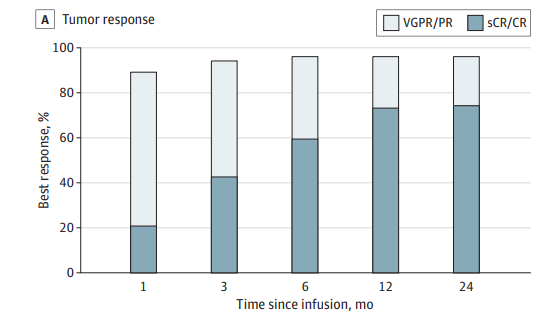 A Tumor response
VGPR/PR sCR/CR
Best response, %
100
80
60
40
20
0
1 3 6 12 24
Time since infusion, mo